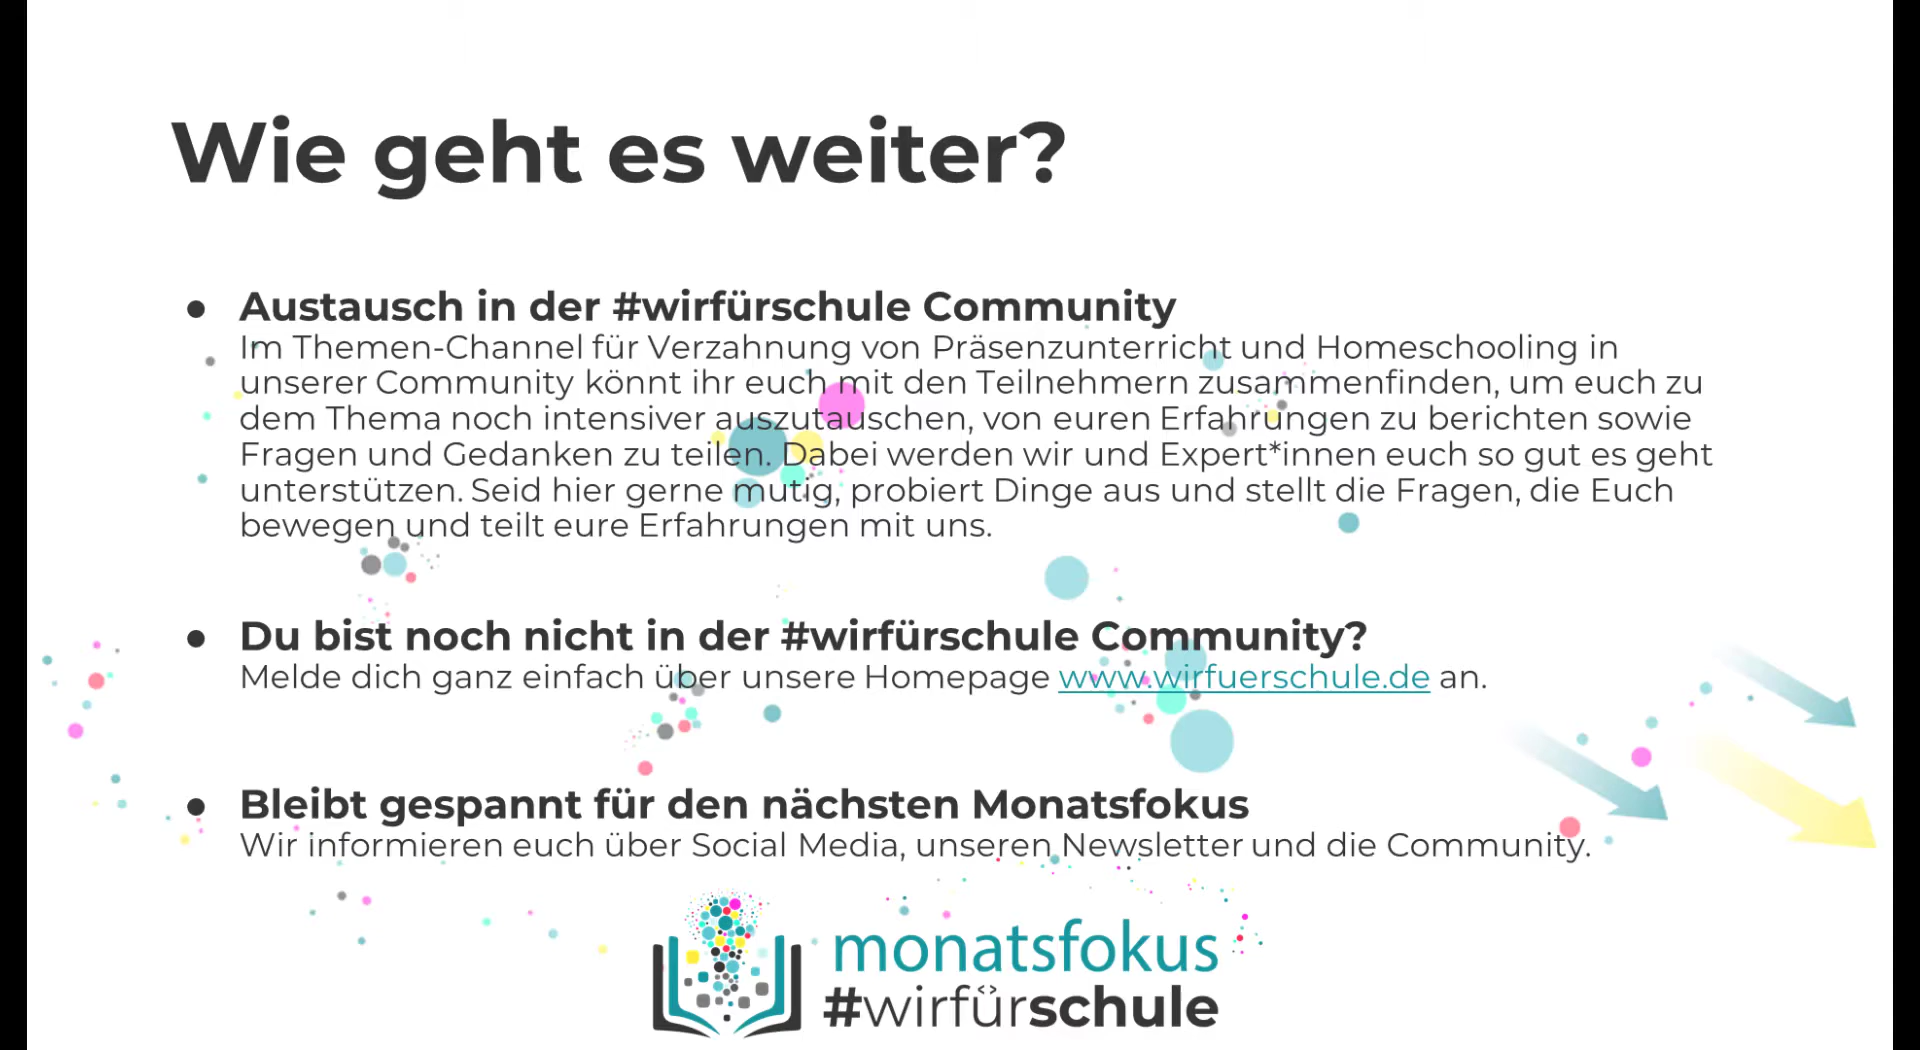 Wie geht es weiter?
● Austausch in der #wirfürschule Community
Im Themen-Channel für Verzahnung von Präsenzunterricht und Homeschooling in
unserer Community könnt ihr euch mit den Teilnehmern zusammenfinden, um euch zu
dem Thema noch intensiver auszutauschen, von euren Erfahrungen zu berichten sowie
Fragen und Gedanken zu teilen. Dabei werden wir und Expert*innen euch so gut es geht
unterstützen. Seid hier gerne mutig, probiert Dinge aus und stellt die Fragen, die Euch
bewegen und teilt eure Erfahrungen mit uns.
● Du bist noch nicht in der #wirfürschule Community?
Melde dich ganz einfach über unsere Homepage www.wirfuerschule.de an.
● Bleibt gespannt für den nächsten Monatsfokus
Wir informieren euch über Social Media, unseren Newsletter und die Community.
monatsfokus
#wirfürschule